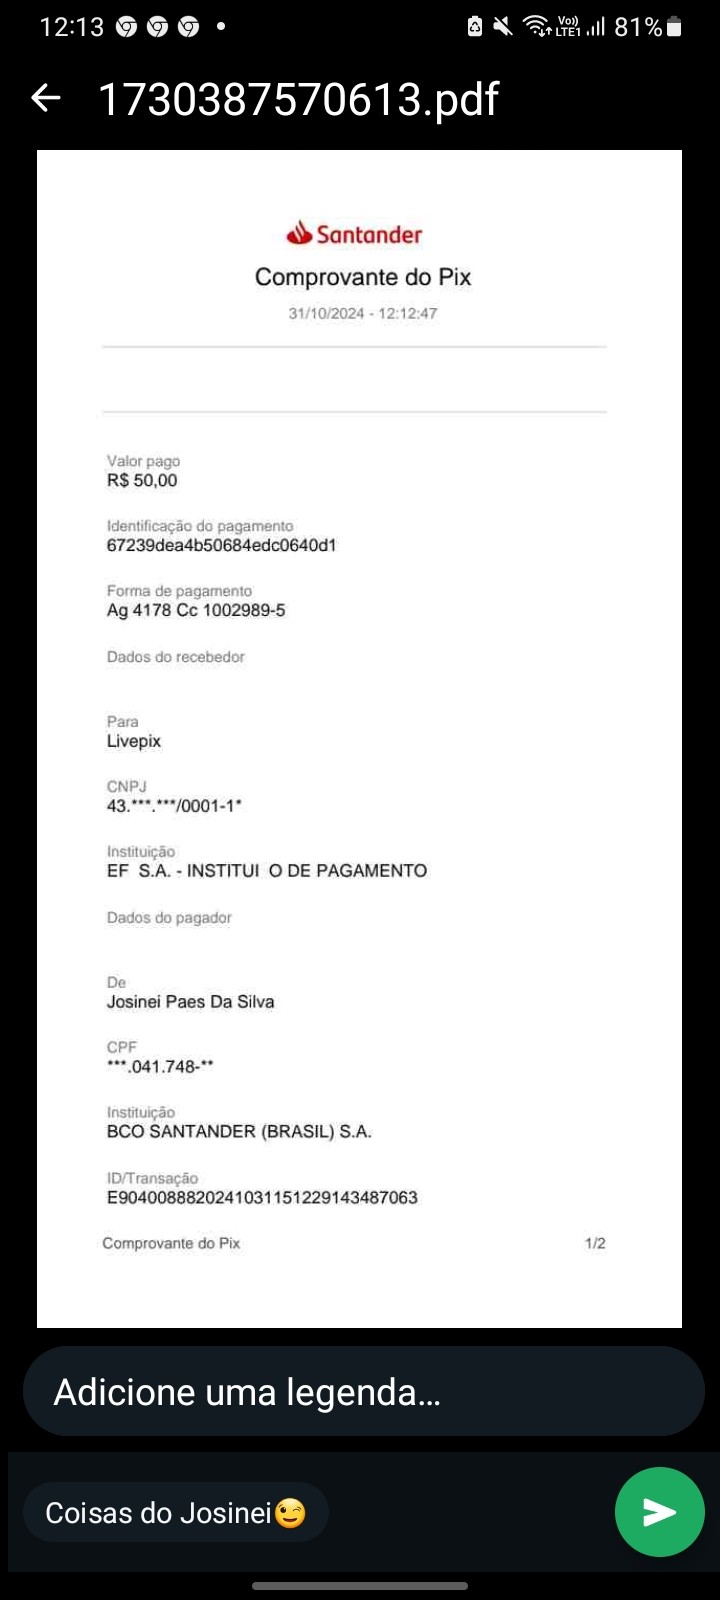 12:13
Vo)) LTE1 81%
1730387570613.pdf
Santander
Comprovante do Pix
31/10/2024 - 12:12:47
Valor pago
R$ 50,00
Identificação do pagamento
67239dea4b50684edc0640d1
Forma de pagamento
Ag 4178 Cc 1002989-5
Dados do recebedor
Para
Livepix
CNPJ
43.***.***/0001-1*
Instituição
EF S.A. - INSTITUI O DE PAGAMENTO
Dados do pagador
De
Josinei Paes Da Silva
CPF
***.041.748-**
Instituição
BCO SANTANDER (BRASIL) S.A.
ID/Transação
E9040088820241031151229143487063
Comprovante do Pix 1/2
Adicione uma legenda...
Coisas do Josinei😉